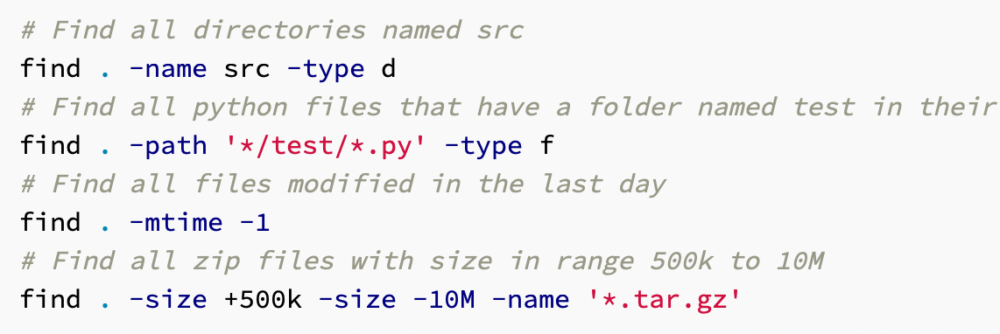 # Find all directories named src
find . -name src -type d
# Find all python files that have a folder named test in their
find . -path '*/test/*.py' -type f
# Find all files modified in the last day
find . -mtime -1
# Find all zip files with size in range 500k to 10M
find . -size +500k -size -10M -name '*.tar.gz'